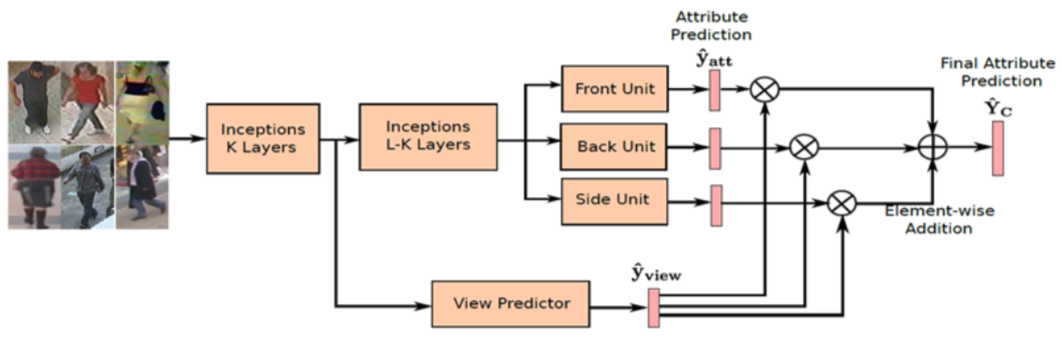 Attribute
Prediction
ŷatt
Final Attribute
Prediction
ŶC
Front Unit
Inceptions
K Layers
Inceptions
L-K Layers
Back Unit
Side Unit
Element-wise
Addition
ŷview
View Predictor